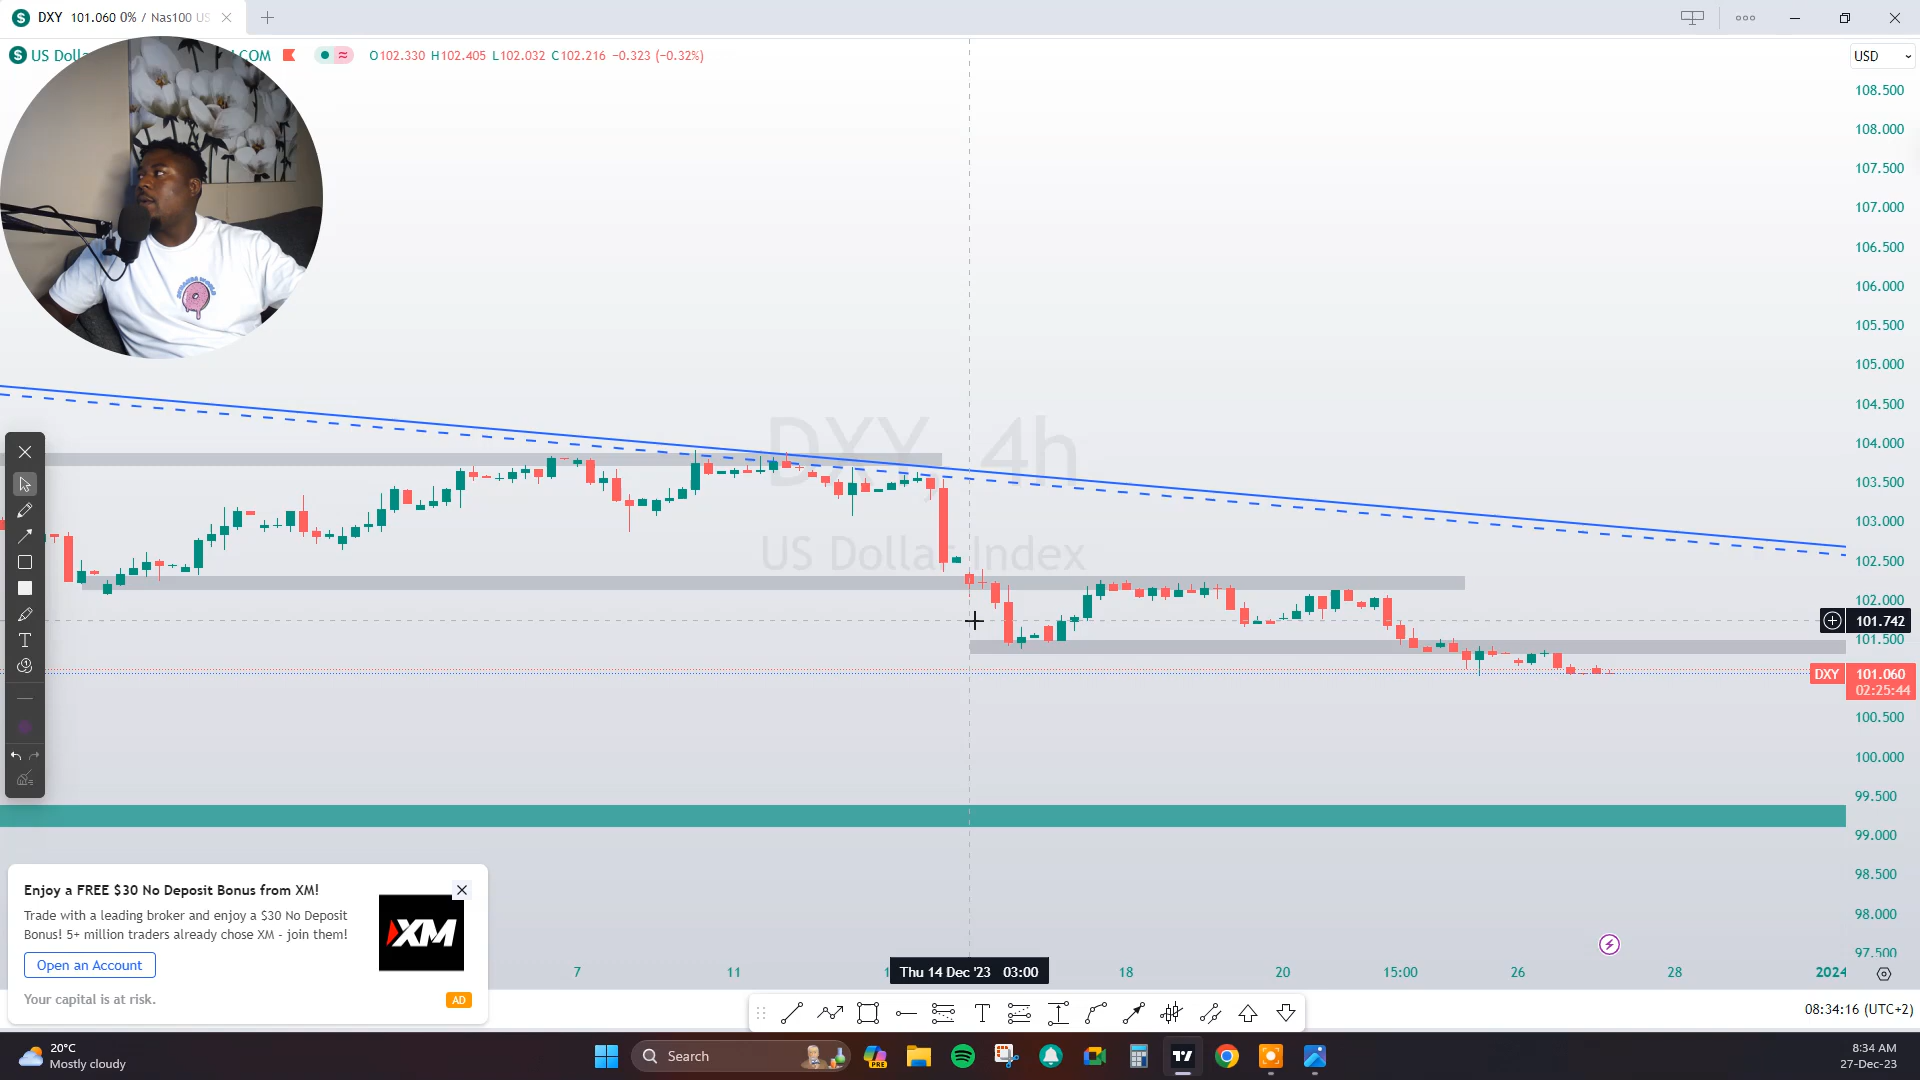 DXY 101.060 0% / Nas100 US
US Dolla
.COM
O102.330 H102.405 L102.032 C102.216 −0.323 (−0.32%)
USD
108.500
108.000
107.500
107.000
106.500
106.000
105.500
105.000
104.500
104.000
103.500
103.000
102.500
102.000
101.742
101.500
DXY 101.060
02:25:44
100.500
100.000
99.500
99.000
98.500
98.000
97.500
DXY, 4h
US Dollar Index
Enjoy a FREE $30 No Deposit Bonus from XM!
Trade with a leading broker and enjoy a $30 No Deposit
Bonus! 5+ million traders already chose XM - join them!
Open an Account
Your capital is at risk.
AD
XM
7 11 1 Thu 14 Dec '23 03:00 18 20 15:00 26 28 2024
08:34:16 (UTC+2)
20°C
Mostly cloudy
Search
PRE
8:34 AM
27-Dec-23